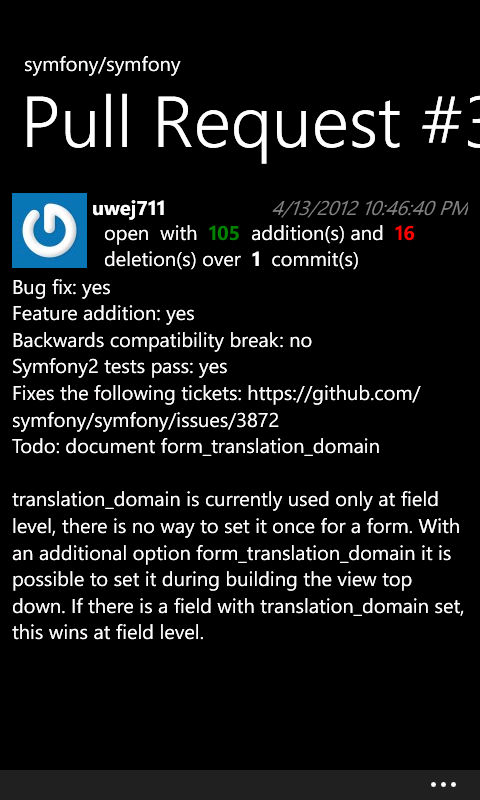 symfony/symfony
Pull Request #3
uwej711 4/13/2012 10:46:40 PM
open with 105 addition(s) and 16
deletion(s) over 1 commit(s)
Bug fix: yes
Feature addition: yes
Backwards compatibility break: no
Symfony2 tests pass: yes
Fixes the following tickets: https://github.com/
symfony/symfony/issues/3872
Todo: document form_translation_domain
translation_domain is currently used only at field
level, there is no way to set it once for a form. With
an additional option form_translation_domain it is
possible to set it during building the view top
down. If there is a field with translation_domain set,
this wins at field level.